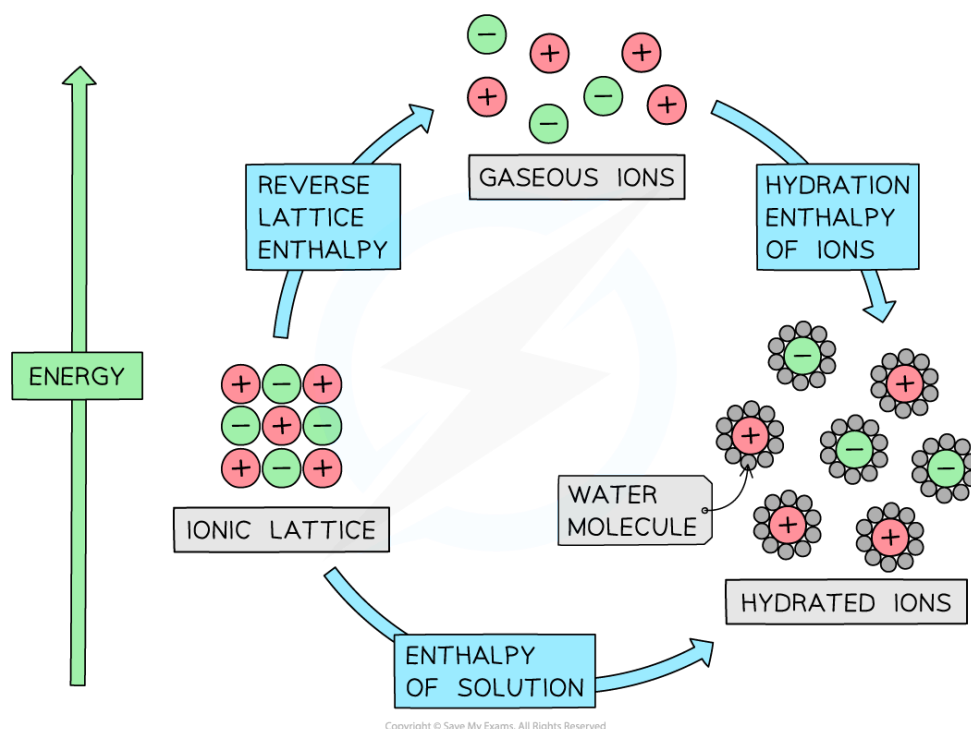 GASEOUS IONS
REVERSE
LATTICE
ENTHALPY
HYDRATION
ENTHALPY
OF IONS
ENERGY
IONIC LATTICE
WATER
MOLECULE
HYDRATED IONS
ENTHALPY
OF SOLUTION
Copyright © Save My Exams. All Rights Reserved